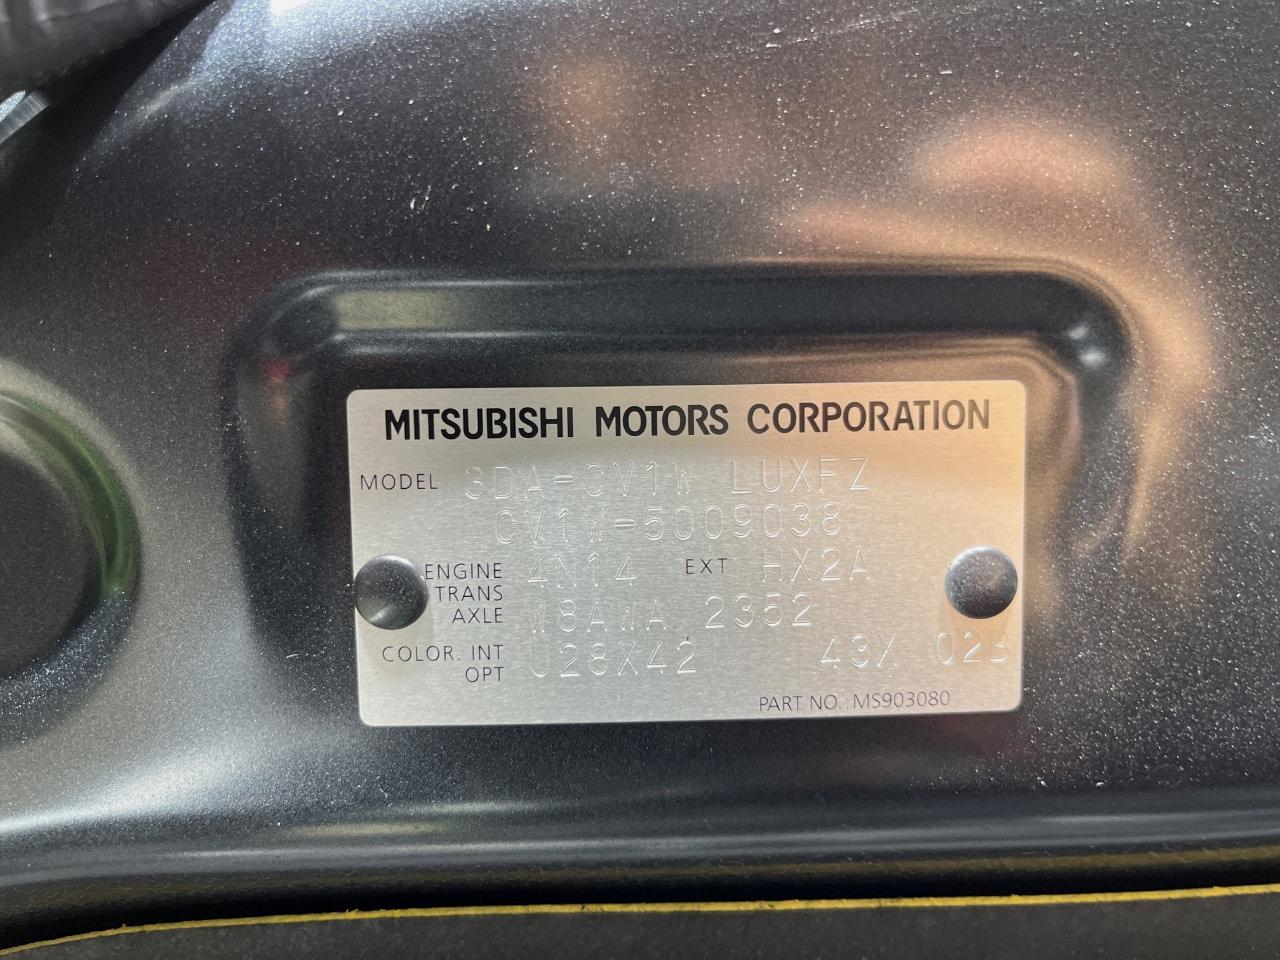 MITSUBISHI MOTORS CORPORATION
MODEL 3DA-CV1W LUXFZ
CV1W-5009038
ENGINE 4N14 EXT HX2A
TRANS
AXLE W8AWA 2352
COLOR. INT
OPT U28X42 43X 02B
PART NO.:MS903080